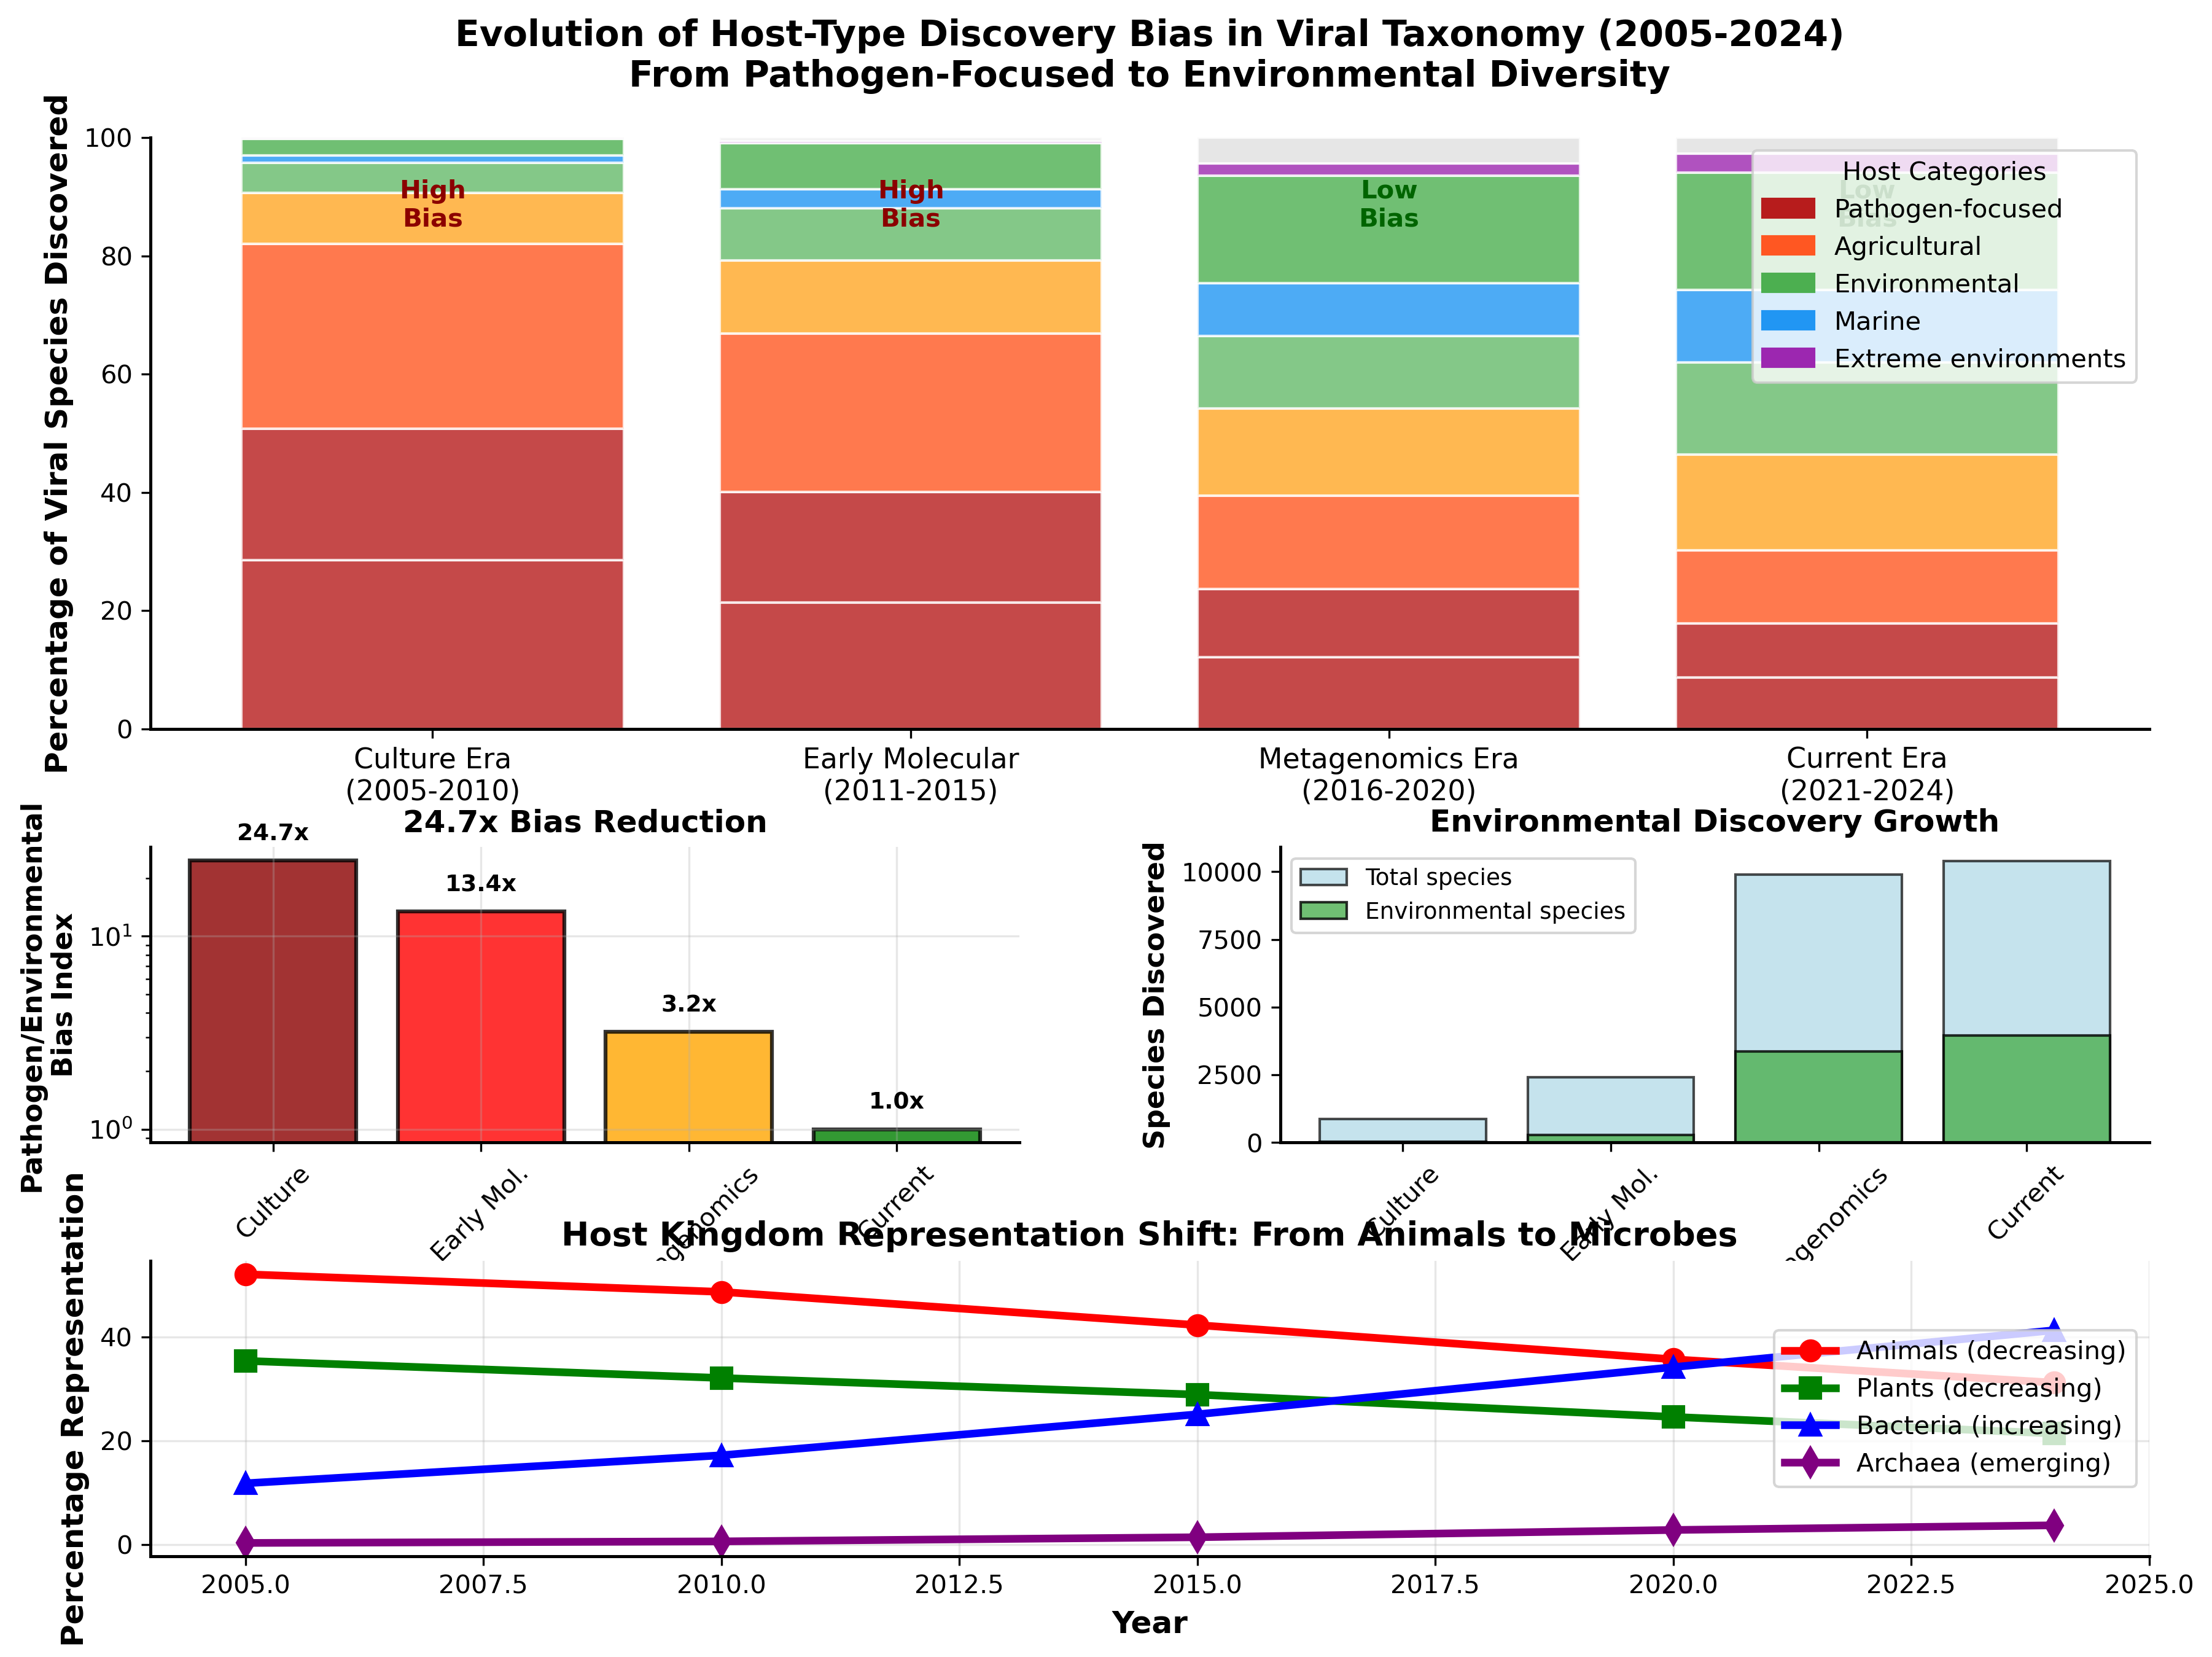 Evolution of Host-Type Discovery Bias in Viral Taxonomy (2005-2024)
From Pathogen-Focused to Environmental Diversity
Percentage of Viral Species Discovered
100
80
60
40
20
0
High
Bias
High
Bias
Low
Bias
Low
Bias
Host Categories
Pathogen-focused
Agricultural
Environmental
Marine
Extreme environments
Culture Era
(2005-2010)
Early Molecular
(2011-2015)
Metagenomics Era
(2016-2020)
Current Era
(2021-2024)
24.7x Bias Reduction
Pathogen/Environmental
Bias Index
10¹
10⁰
24.7x
13.4x
3.2x
1.0x
Culture
Early Mol.
Current
Environmental Discovery Growth
Species Discovered
10000
7500
5000
2500
0
Total species
Environmental species
Culture
Early Mol.
Current
Host Kingdom Representation Shift: From Animals to Microbes
Percentage Representation
40
20
0
Animals (decreasing)
Plants (decreasing)
Bacteria (increasing)
Archaea (emerging)
2005.0
2007.5
2010.0
2012.5
2015.0
2017.5
2020.0
2022.5
2025.0
Year